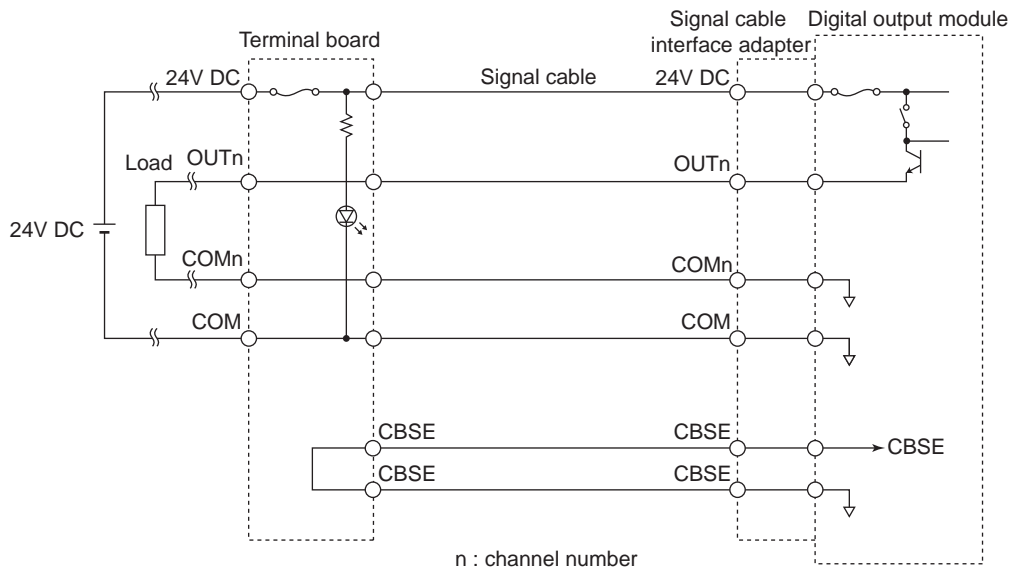 Signal cable
interface adapter
Digital output module
Terminal board
24V DC
Signal cable
24V DC
Load
OUTn
OUTn
24V DC
COMn
COMn
COM
COM
CBSE
CBSE
CBSE
CBSE
CBSE
n : channel number